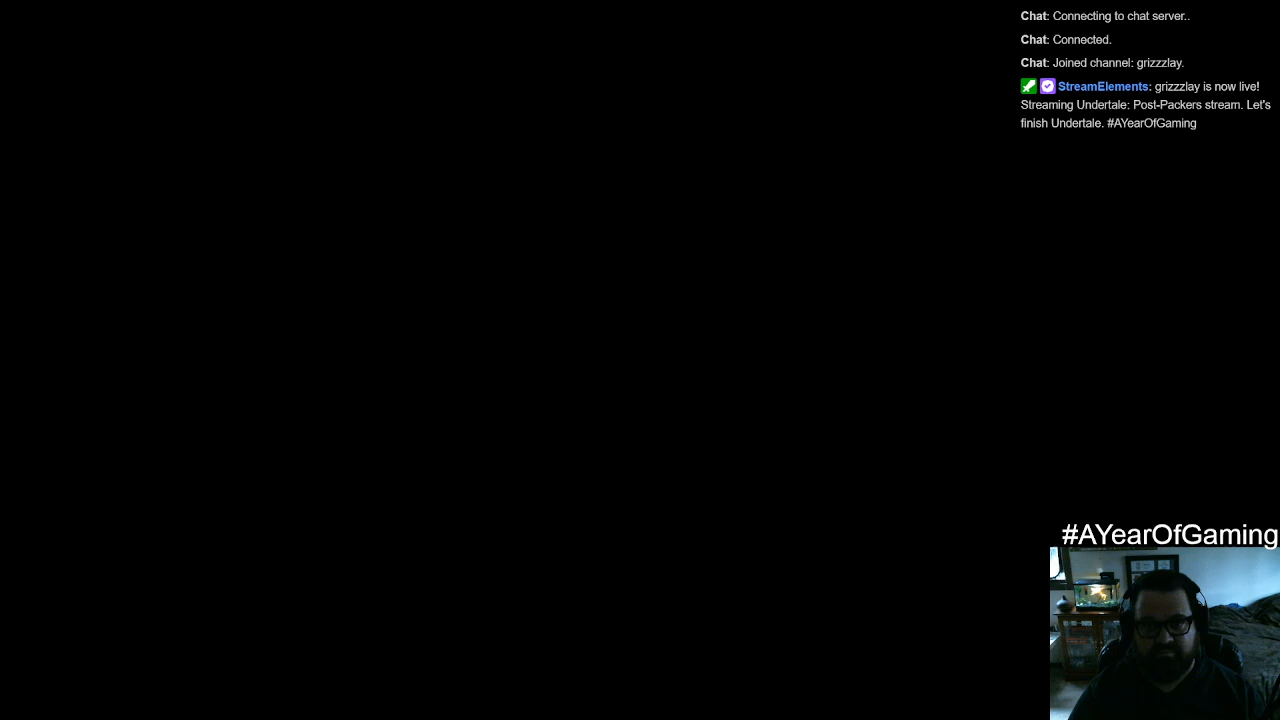 Chat: Connecting to chat server..
Chat: Connected.
Chat: Joined channel: grizzzlay.
StreamElements: grizzzlay is now live!
Streaming Undertale: Post-Packers stream. Let's
finish Undertale. #AYearOfGaming
#AYearOfGaming